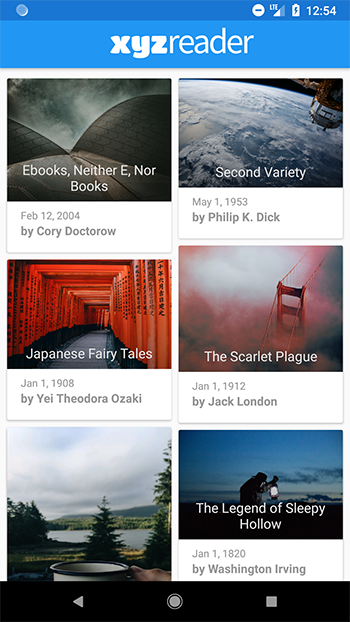 LTE 12:54
xyzreader
Ebooks, Neither E, Nor
Books
Feb 12, 2004
by Cory Doctorow
Second Variety
May 1, 1953
by Philip K. Dick
Japanese Fairy Tales
Jan 1, 1908
by Yei Theodora Ozaki
The Scarlet Plague
Jan 1, 1912
by Jack London
The Legend of Sleepy
Hollow
Jan 1, 1820
by Washington Irving